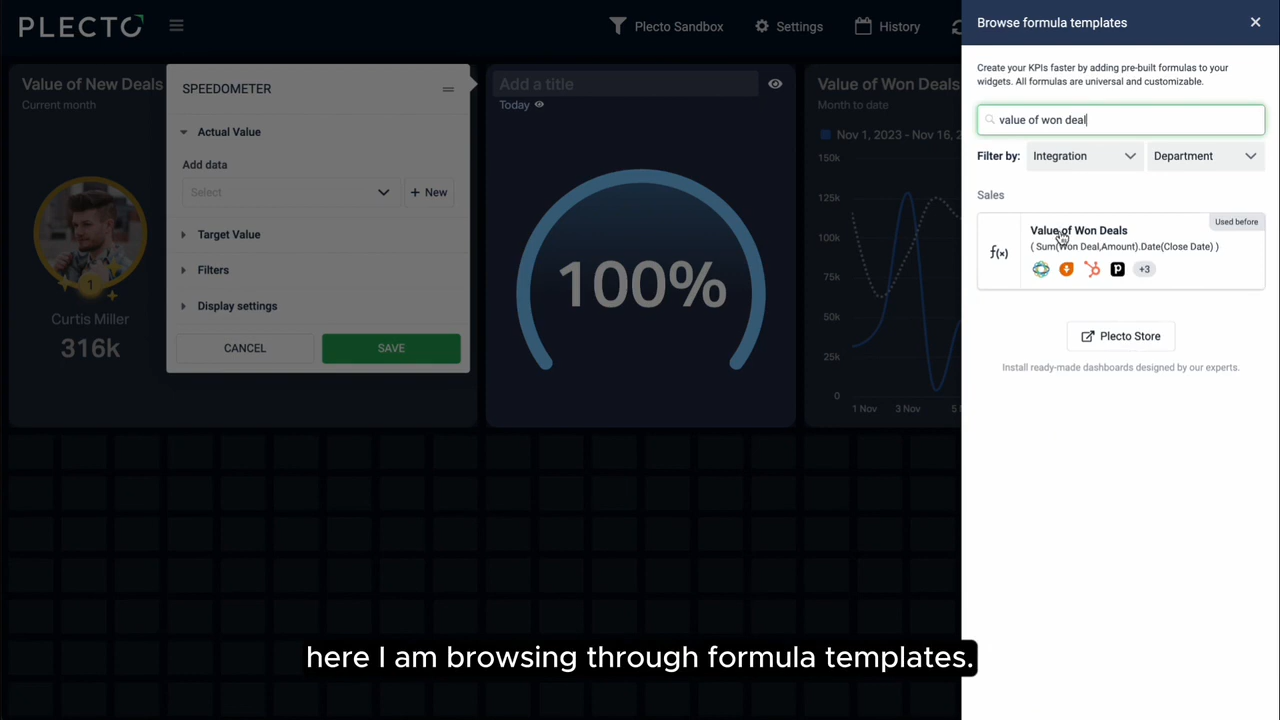 PLECTO
Plecto Sandbox
Settings
History
Value of New Deals
Current month
1
Curtis Miller
316k
SPEEDOMETER
Actual Value
Add data
Select
+ New
Target Value
Filters
Display settings
CANCEL
SAVE
Add a title
Today
100%
Value of Won Deals
Month to date
Nov 1, 2023 - Nov 16, 2
150k
125k
100k
75k
50k
25k
0
1 Nov
3 Nov
5
Browse formula templates
Create your KPIs faster by adding pre-built formulas to your
widgets. All formulas are universal and customizable.
value of won deal
Filter by:
Integration
Department
Sales
Used before
f(x)
Value of Won Deals
( Sum(Won Deal,Amount).Date(Close Date) )
+3
Plecto Store
Install ready-made dashboards designed by our experts.
here I am browsing through formula templates.